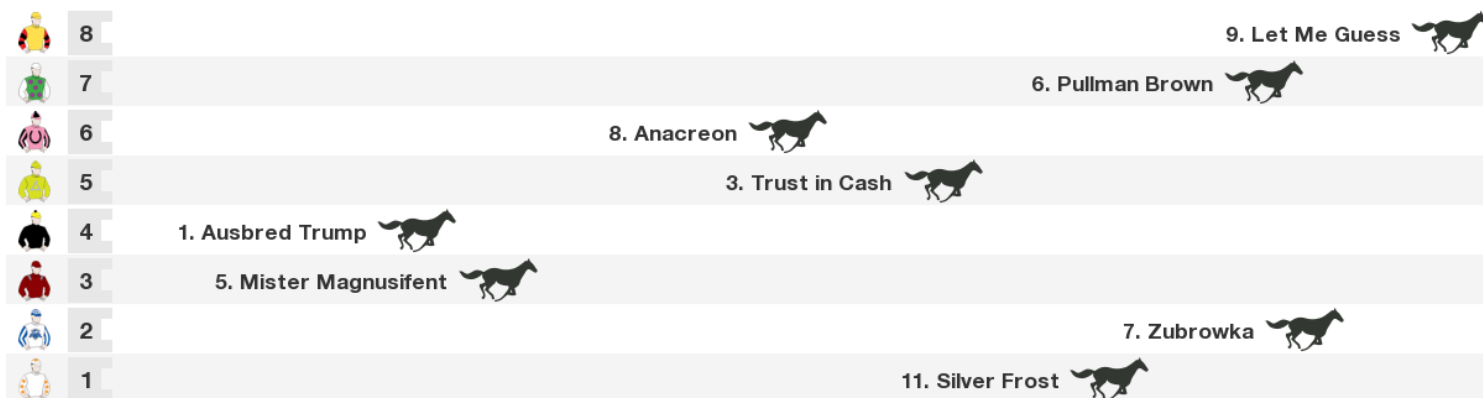 8 9. Let Me Guess
7 6. Pullman Brown
6 8. Anacreon
5 3. Trust in Cash
4 1. Ausbred Trump
3 5. Mister Magnusifent
2 7. Zubrowka
1 11. Silver Frost